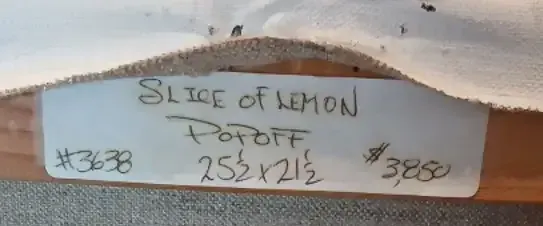 SLICE OF LEMON
POPOFF
#3638 25½ x 21½ $3,850